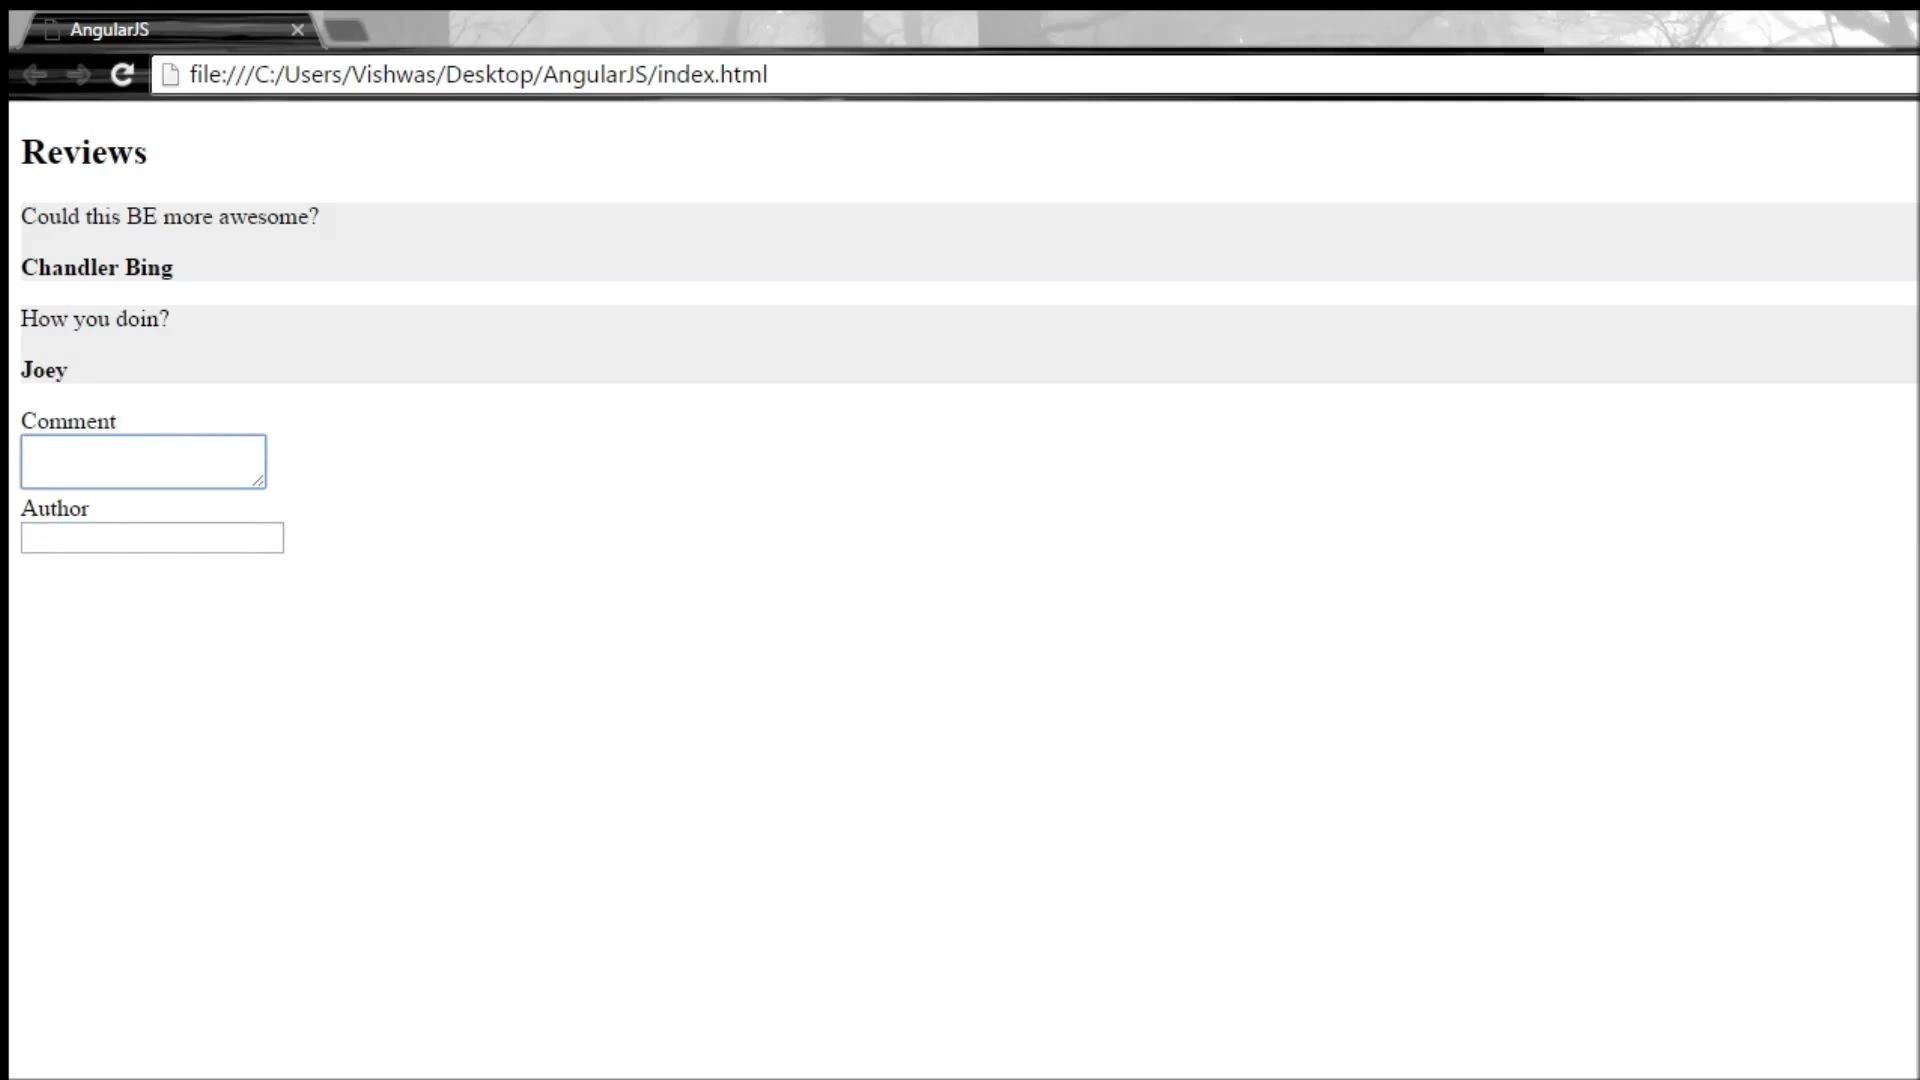 AngularJS
file:///C:/Users/Vishwas/Desktop/AngularJS/index.html
Reviews
Could this BE more awesome?
Chandler Bing
How you doin?
Joey
Comment
Author